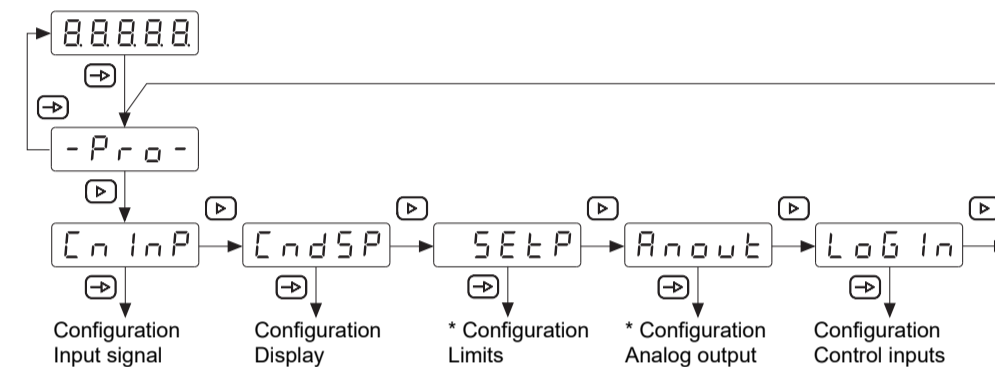 8.8.8.8.8.
-Pro-
CnInP CndSP SEtP Anout LoGIn
Configuration Configuration * Configuration * Configuration Configuration
Input signal Display Limits Analog output Control inputs